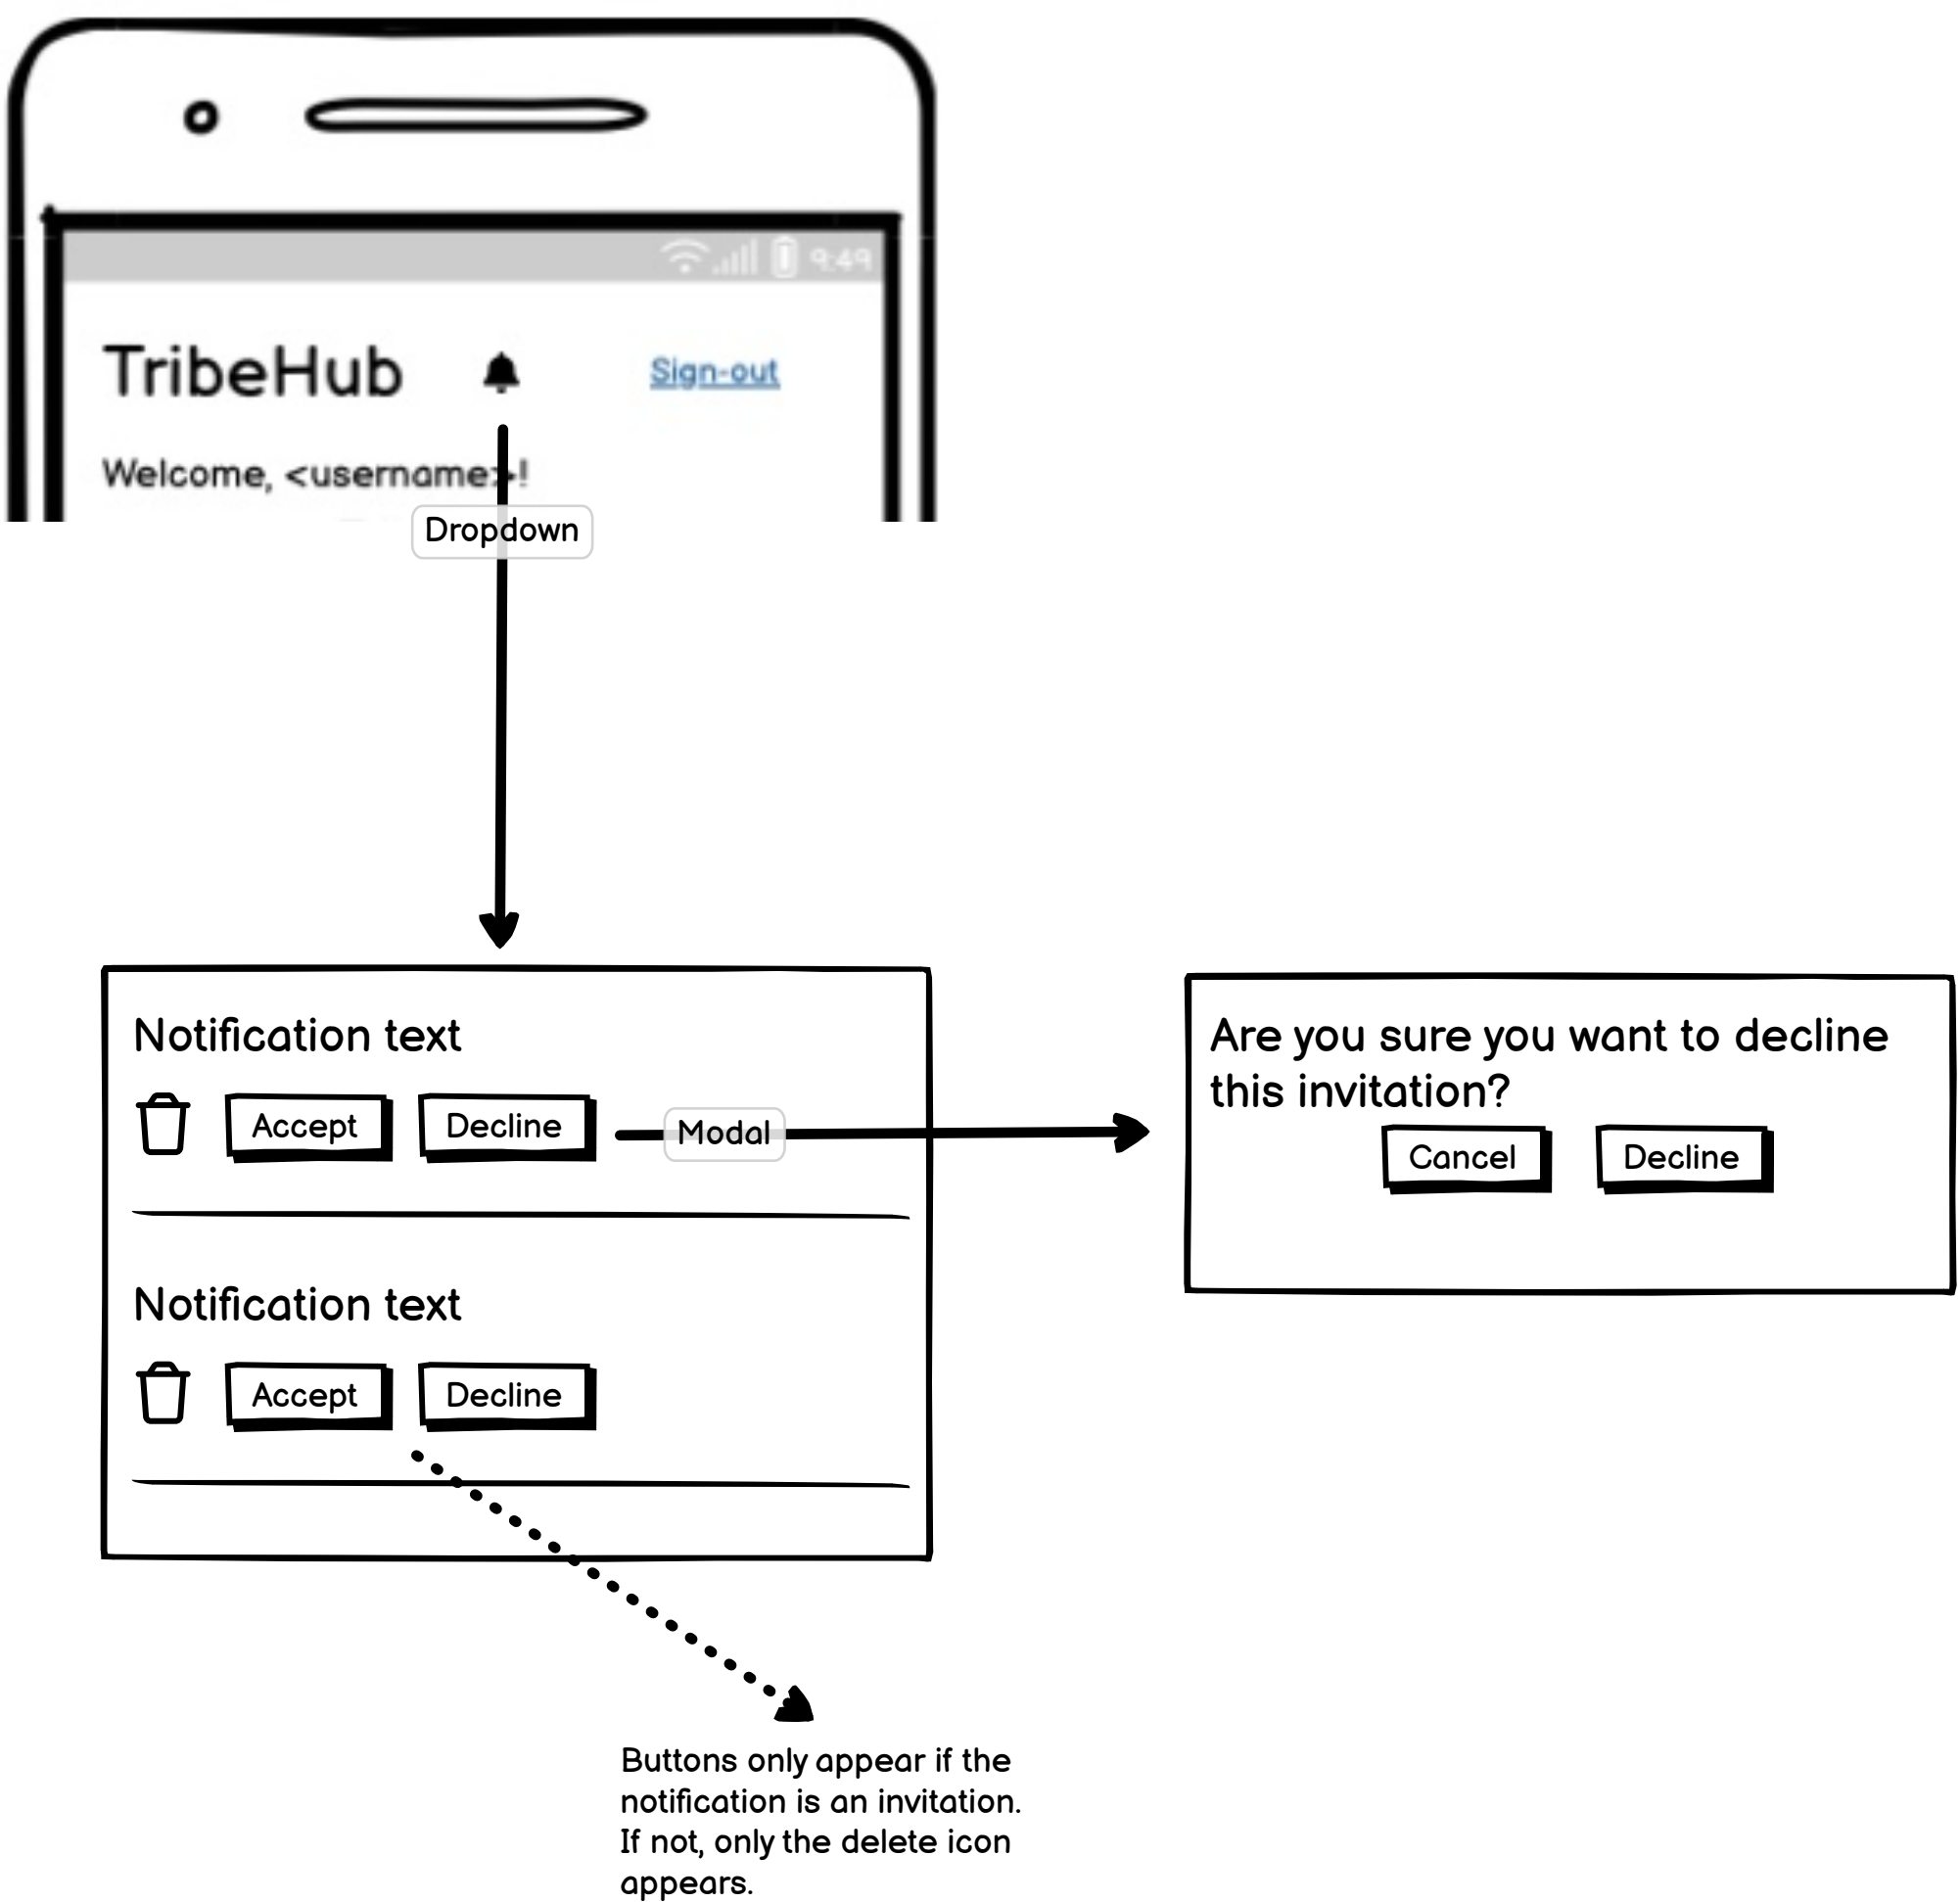 9:49
TribeHub
Sign-out
Welcome, <username>!
Dropdown
Notification text
Accept
Decline
Modal
Are you sure you want to decline
this invitation?
Cancel
Decline
Notification text
Accept
Decline
Buttons only appear if the
notification is an invitation.
If not, only the delete icon
appears.